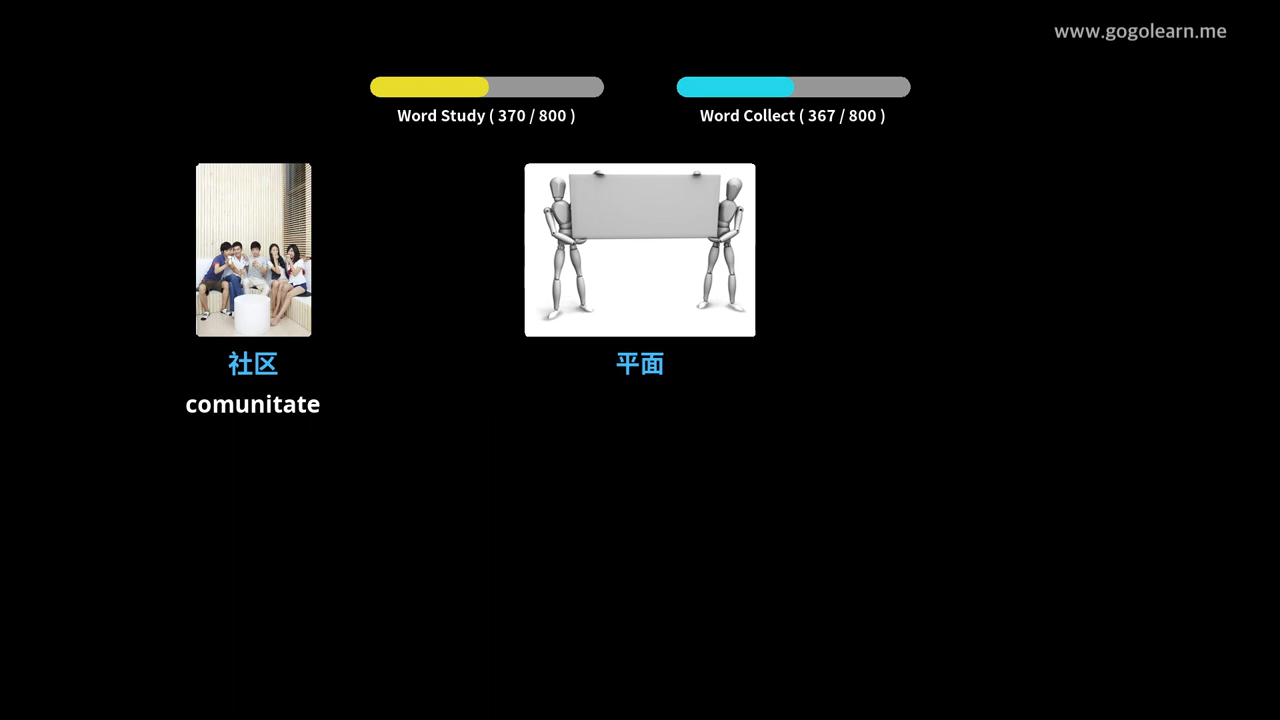 www.gogolearn.me
Word Study ( 370 / 800 )
Word Collect ( 367 / 800 )
社区
平面
comunitate